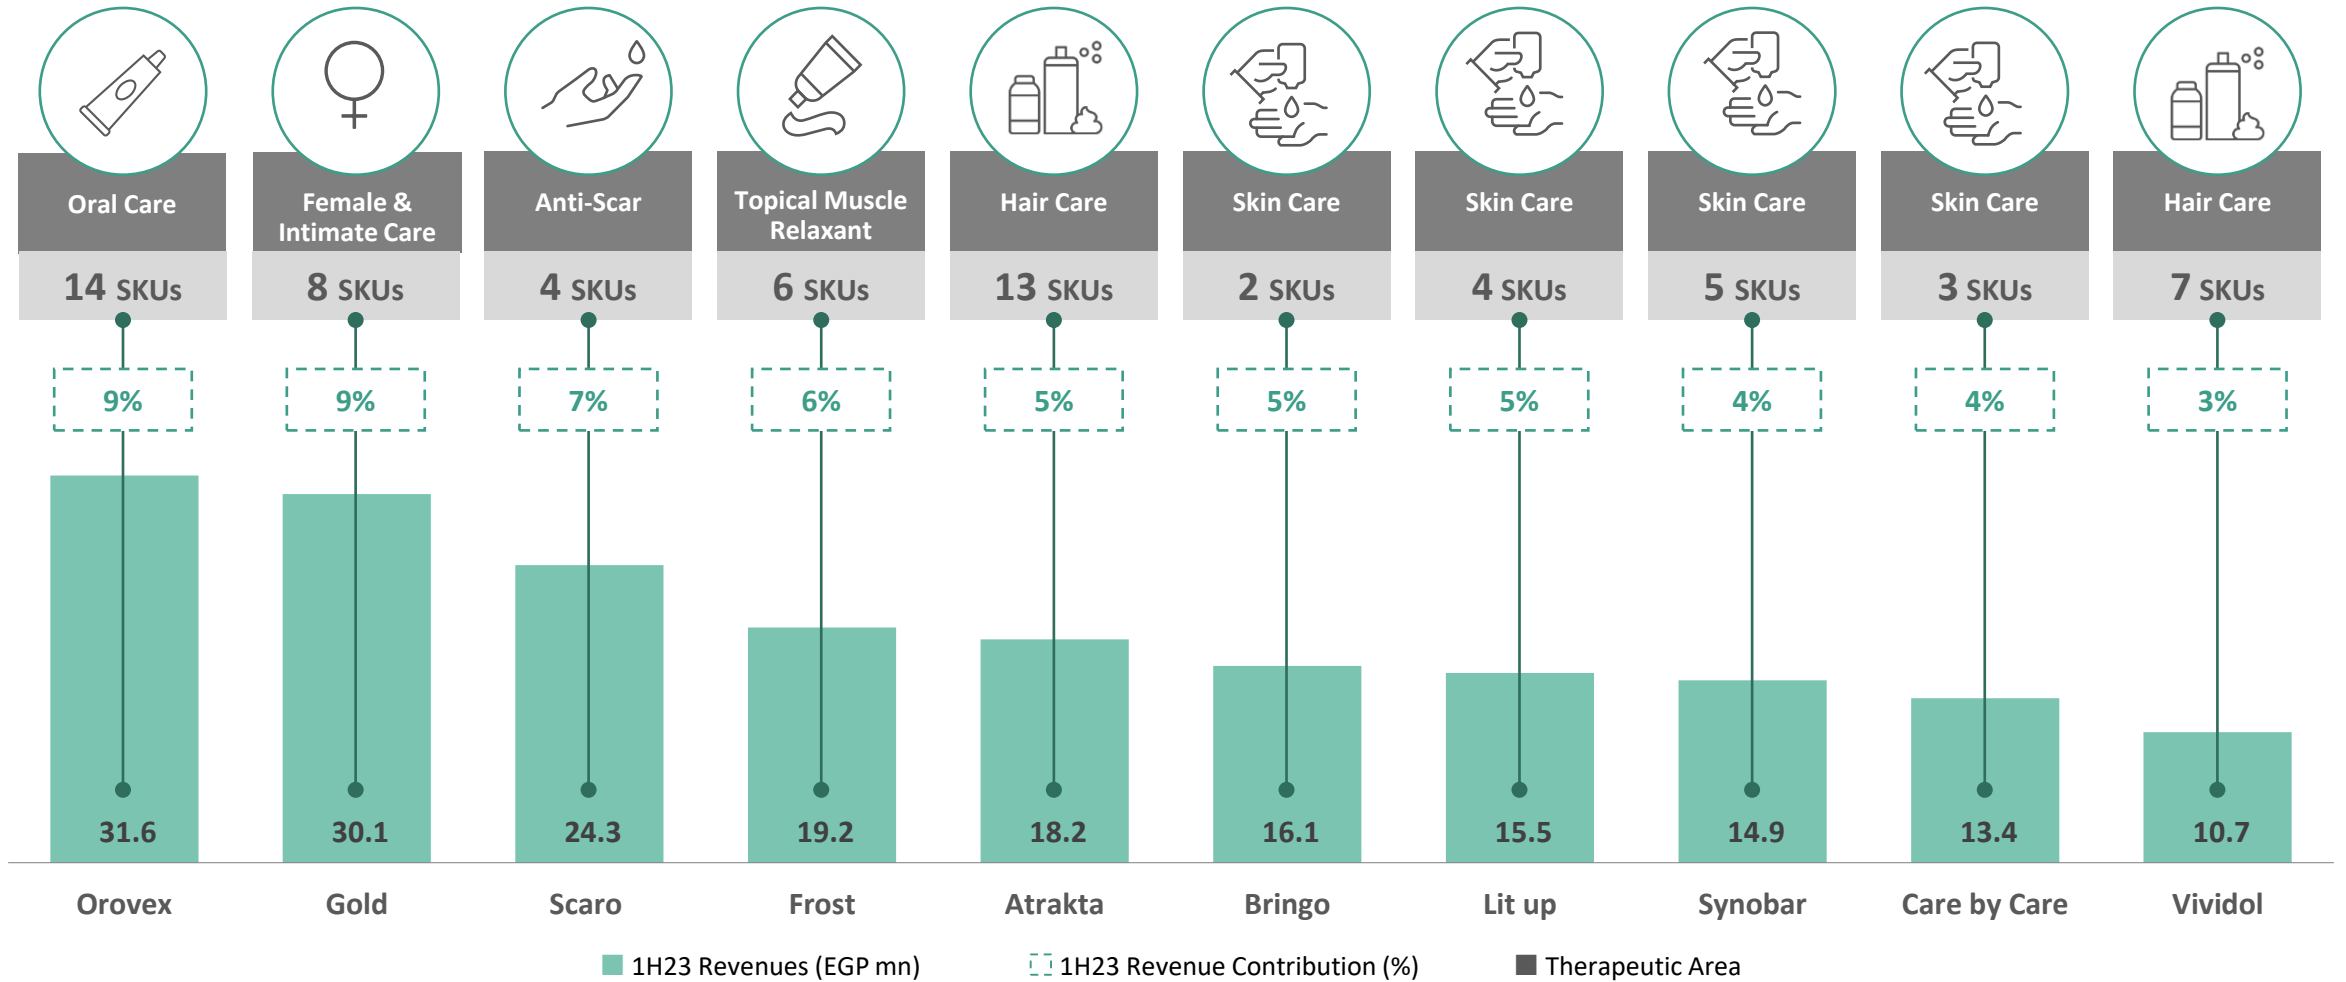 Oral Care
Female &
Intimate Care
Anti-Scar
Topical Muscle
Relaxant
Hair Care
Skin Care
Skin Care
Skin Care
Skin Care
Hair Care
14 SKUs
8 SKUs
4 SKUs
6 SKUs
13 SKUs
2 SKUs
4 SKUs
5 SKUs
3 SKUs
7 SKUs
9%
9%
7%
6%
5%
5%
5%
4%
4%
3%
31.6
30.1
24.3
19.2
18.2
16.1
15.5
14.9
13.4
10.7
Orovex
Gold
Scaro
Frost
Atrakta
Bringo
Lit up
Synobar
Care by Care
Vividol
1H23 Revenues (EGP mn)
1H23 Revenue Contribution (%)
Therapeutic Area